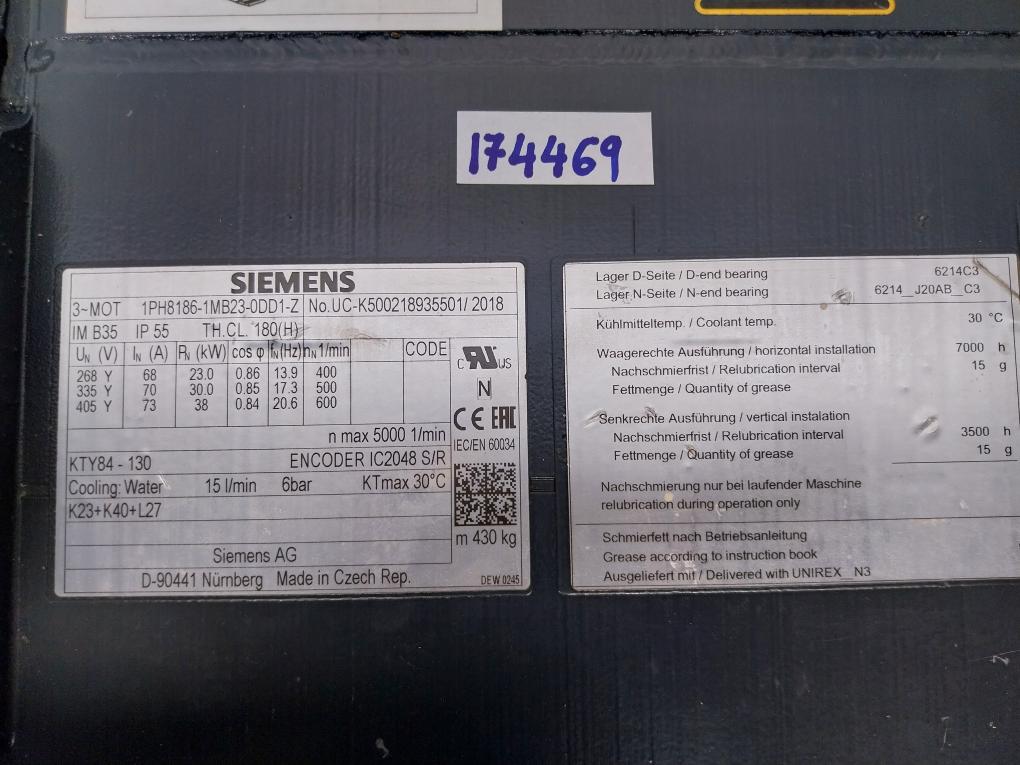 174469
SIEMENS
3~MOT 1PH8186-1MB23-0DD1-Z No.UC-K500218935501/ 2018
IM B35 IP 55 TH.CL. 180(H)
UN (V) IN (A) PN (kW) cos φ fN(Hz) nN 1/min CODE
268 Y 68 23.0 0.86 13.9 400
335 Y 70 30.0 0.85 17.3 500
405 Y 73 38 0.84 20.6 600
n max 5000 1/min
KTY84 - 130 ENCODER IC2048 S/R
Cooling: Water 15 l/min 6bar KTmax 30°C
K23+K40+L27
Siemens AG
D-90441 Nürnberg Made in Czech Rep.
C RU US
N
CE EAC
IEC/EN 60034
m 430 kg
DEW 0245
Lager D-Seite / D-end bearing 6214C3
Lager N-Seite / N-end bearing 6214__J20AB__C3
Kühlmitteltemp. / Coolant temp. 30 °C
Waagerechte Ausführung / horizontal installation 7000 h
Nachschmierfrist / Relubrication interval 15 g
Fettmenge / Quantity of grease
Senkrechte Ausführung / vertical instalation
Nachschmierfrist / Relubrication interval 3500 h
Fettmenge / Quantity of grease 15 g
Nachschmierung nur bei laufender Maschine
relubrication during operation only
Schmierfett nach Betriebsanleitung
Grease according to instruction book
Ausgeliefert mit / Delivered with UNIREX N3